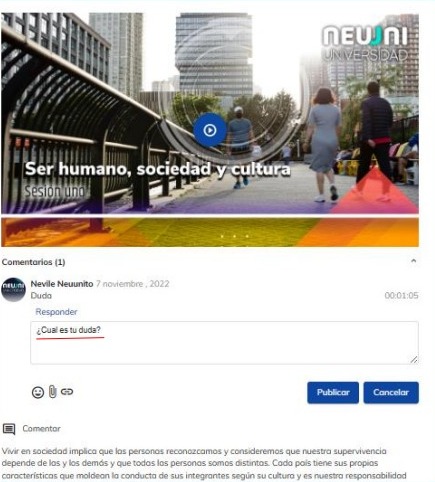 neuuni
UNIVERSIDAD
Ser humano, sociedad y cultura
Sesión uno
Comentarios (1)
neuuni
Nevile Neuunito 7 noviembre , 2022
Duda
00:01:05
Responder
¿Cual es tu duda?
Publicar
Cancelar
Comentar
Vivir en sociedad implica que las personas reconozcamos y consideremos que nuestra supervivencia
depende de las y los demás y que todas las personas somos distintas. Cada país tiene sus propias
características que moldean la conducta de sus integrantes según su cultura y es nuestra responsabilidad